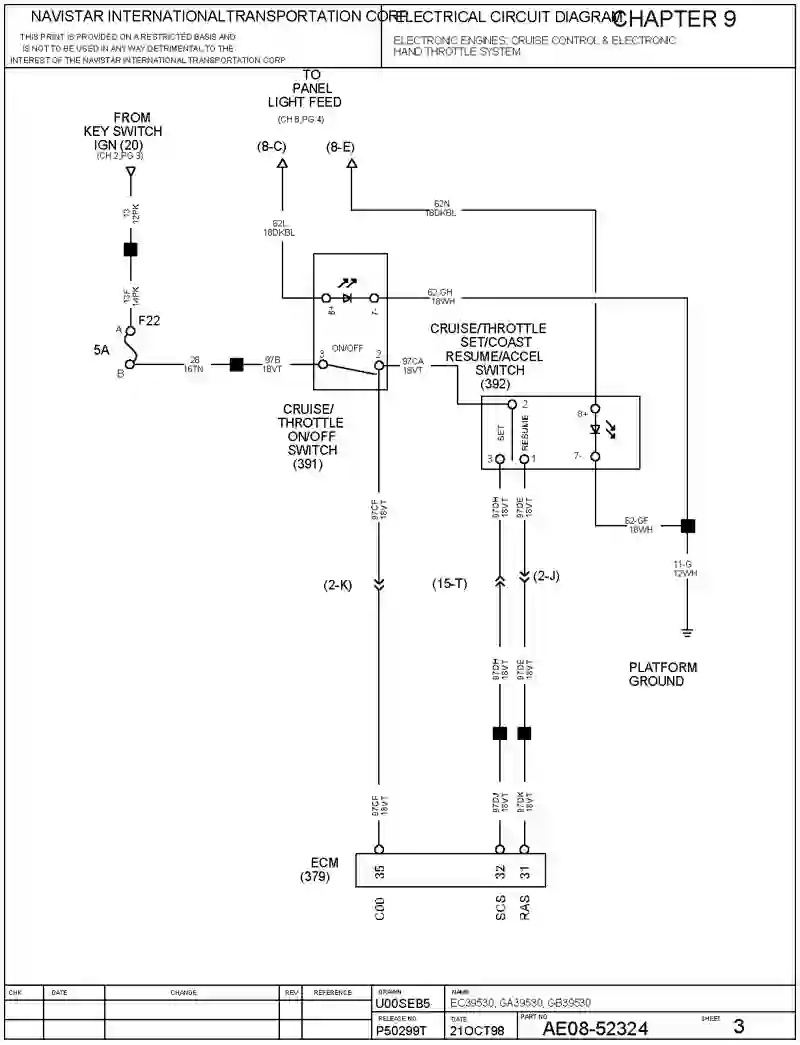 NAVISTAR INTERNATIONAL TRANSPORTATION CORP.
THIS PRINT IS PROVIDED ON A RESTRICTED BASIS AND
IS NOT TO BE USED IN ANY WAY DETRIMENTAL TO THE
INTEREST OF THE NAVISTAR INTERNATIONAL TRANSPORTATION CORP
ELECTRICAL CIRCUIT DIAGRAM
CHAPTER 9
ELECTRONIC ENGINES; CRUISE CONTROL & ELECTRONIC
HAND THROTTLE SYSTEM
TO
PANEL
LIGHT FEED
(CH 8,PG 4)
FROM
KEY SWITCH
IGN (20)
(CH 2,PG 3)
(8-C)
(8-E)
13
12PK
62L
18DKBL
62N
18DKBL
13F
14PK
A
F22
5A
B
26
16TN
97B
18VT
8+
7-
ON/OFF
3
2
62-GH
18WH
97CA
18VT
CRUISE/THROTTLE
SET/COAST
RESUME/ACCEL
SWITCH
(392)
CRUISE/
THROTTLE
ON/OFF
SWITCH
(391)
2
SET
RESUME
3
1
8+
7-
97CF
18VT
97DH
18VT
97DE
18VT
62-GF
18WH
11-G
12WH
(2-K)
(15-T)
(2-J)
97DH
18VT
97DE
18VT
PLATFORM
GROUND
97CF
18VT
97DJ
18VT
97DK
18VT
ECM
(379)
35
32
31
COO
SCS
RAS
CHK
DATE
CHANGE
REV
REFERENCE
DRAWN
U00SEB5
NAME
EC39530, GA39530, GB39530
RELEASE NO.
P50299T
DATE
21OCT98
PART NO
AE08-52324
SHEET
3